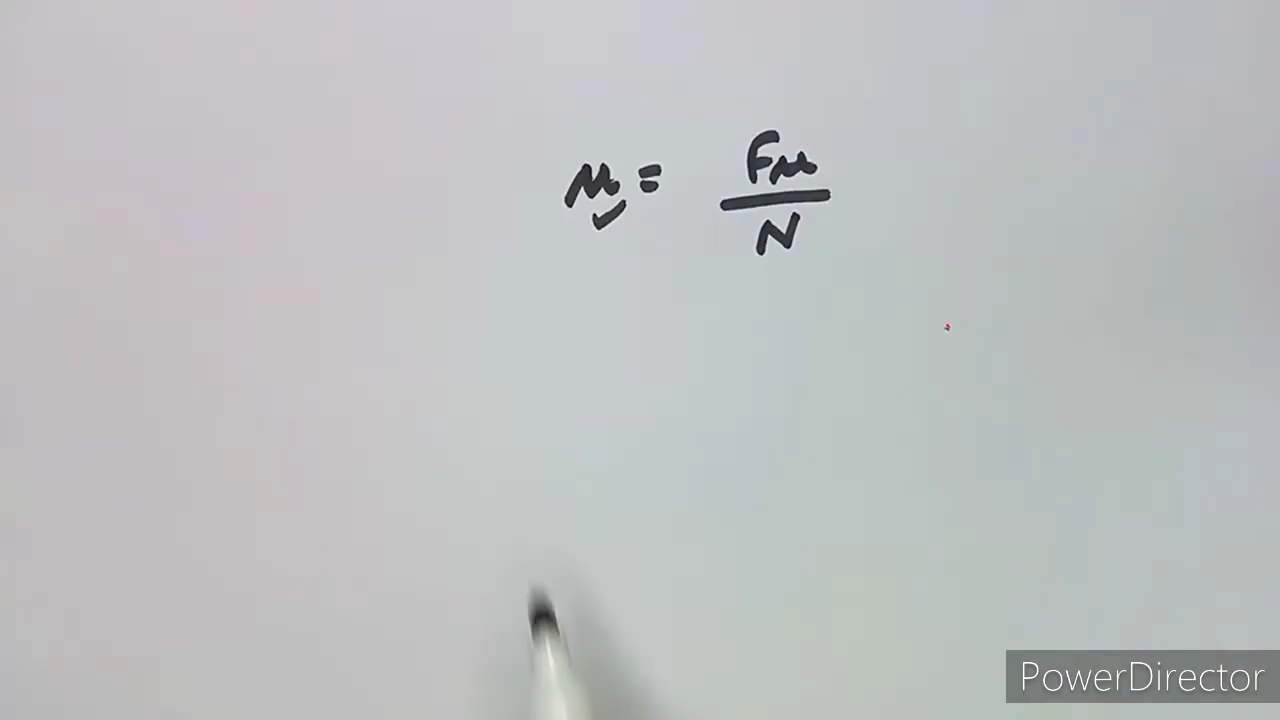 μ = Fμ
N
PowerDirector